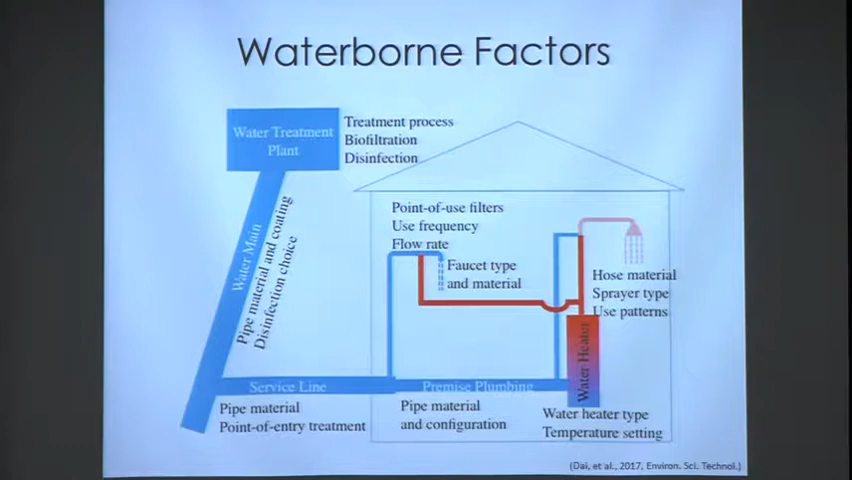 Waterborne Factors
Water Treatment
Plant
Treatment process
Biofiltration
Disinfection
Water Main
Pipe material and coating
Disinfection choice
Point-of-use filters
Use frequency
Flow rate
Faucet type
and material
Hose material
Sprayer type
Use patterns
Water Heater
Service Line
Premise Plumbing
Pipe material
Point-of-entry treatment
Pipe material
and configuration
Water heater type
Temperature setting
(Dai, et al., 2017, Environ. Sci. Technol.)